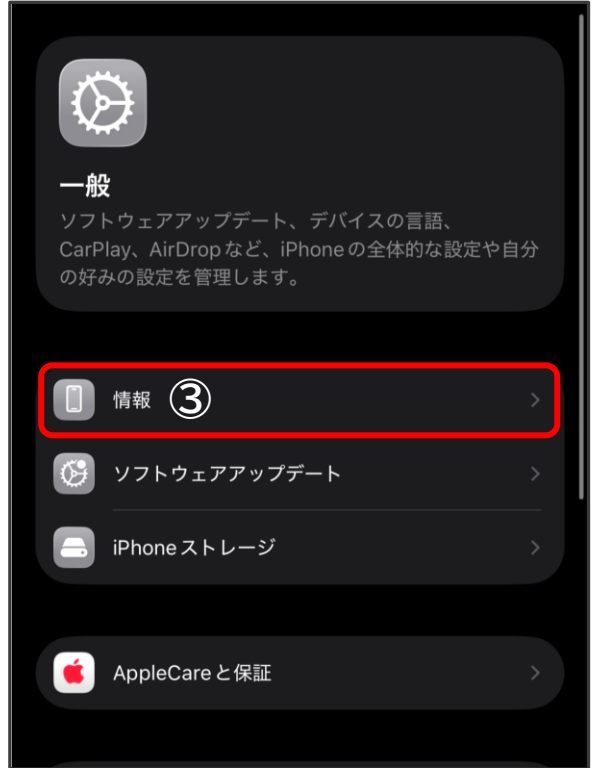 一般
ソフトウェアアップデート、デバイスの言語、
CarPlay、AirDropなど、iPhoneの全体的な設定や自分
の好みの設定を管理します。
情報 ③
ソフトウェアアップデート
iPhoneストレージ
AppleCareと保証